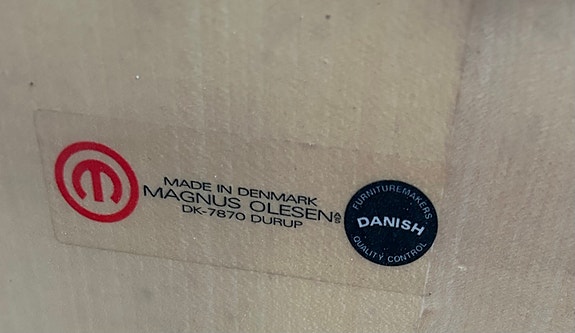 MADE IN DENMARK
MAGNUS OLESEN A/S
DK-7870 DURUP
FURNITUREMAKERS
DANISH
QUALITY CONTROL